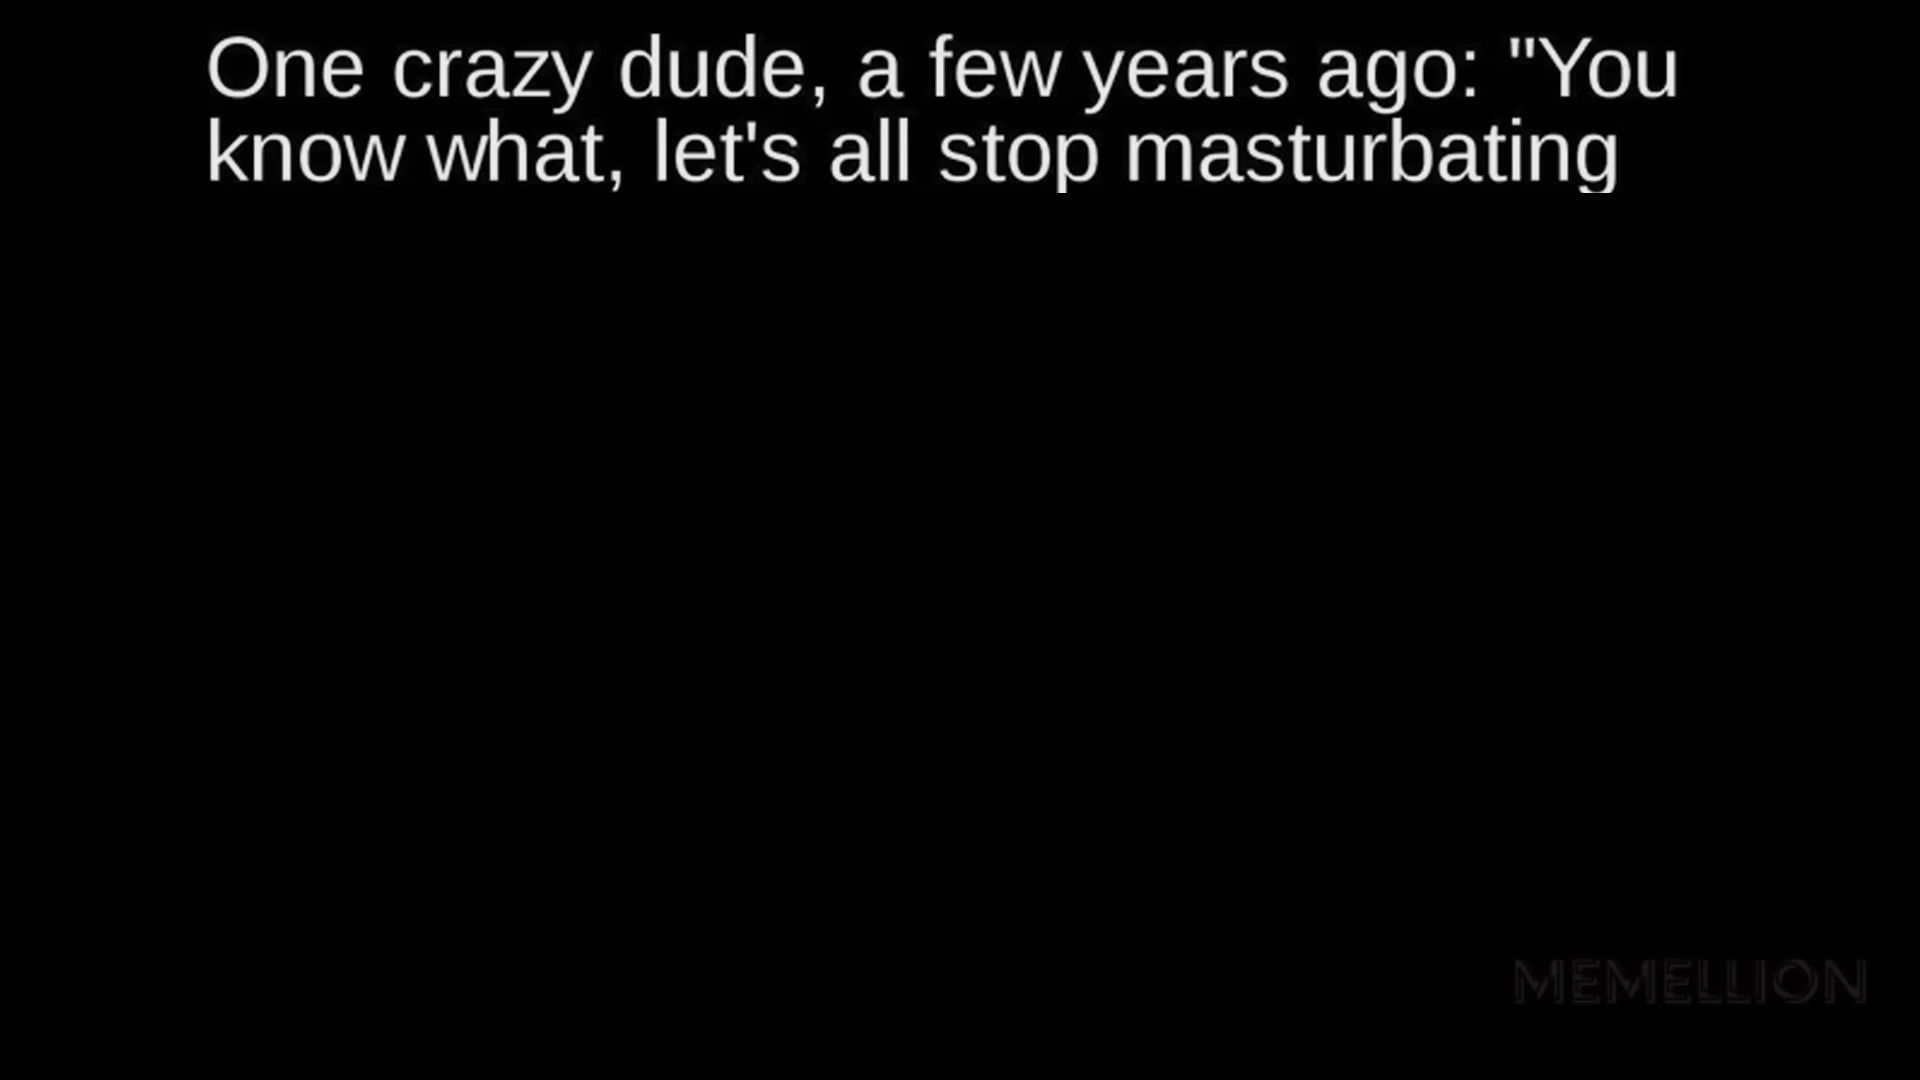 One crazy dude, a few years ago: "You
know what, let's all stop masturbating
MEMELLION